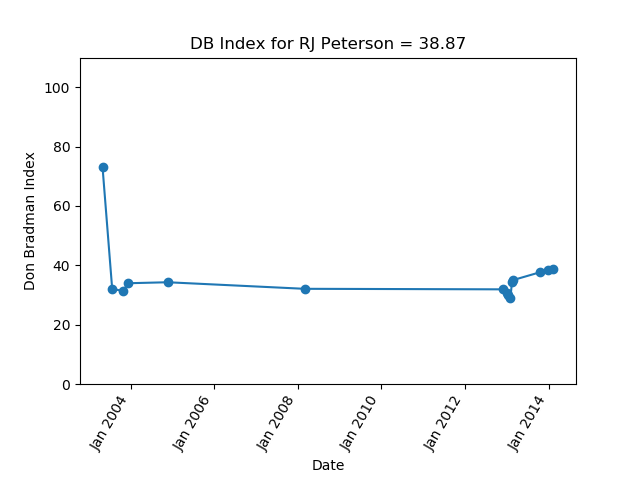 DB Index for RJ Peterson = 38.87
100
80
60
40
20
0
Don Bradman Index
Jan 2004
Jan 2006
Jan 2008
Jan 2010
Jan 2012
Jan 2014
Date